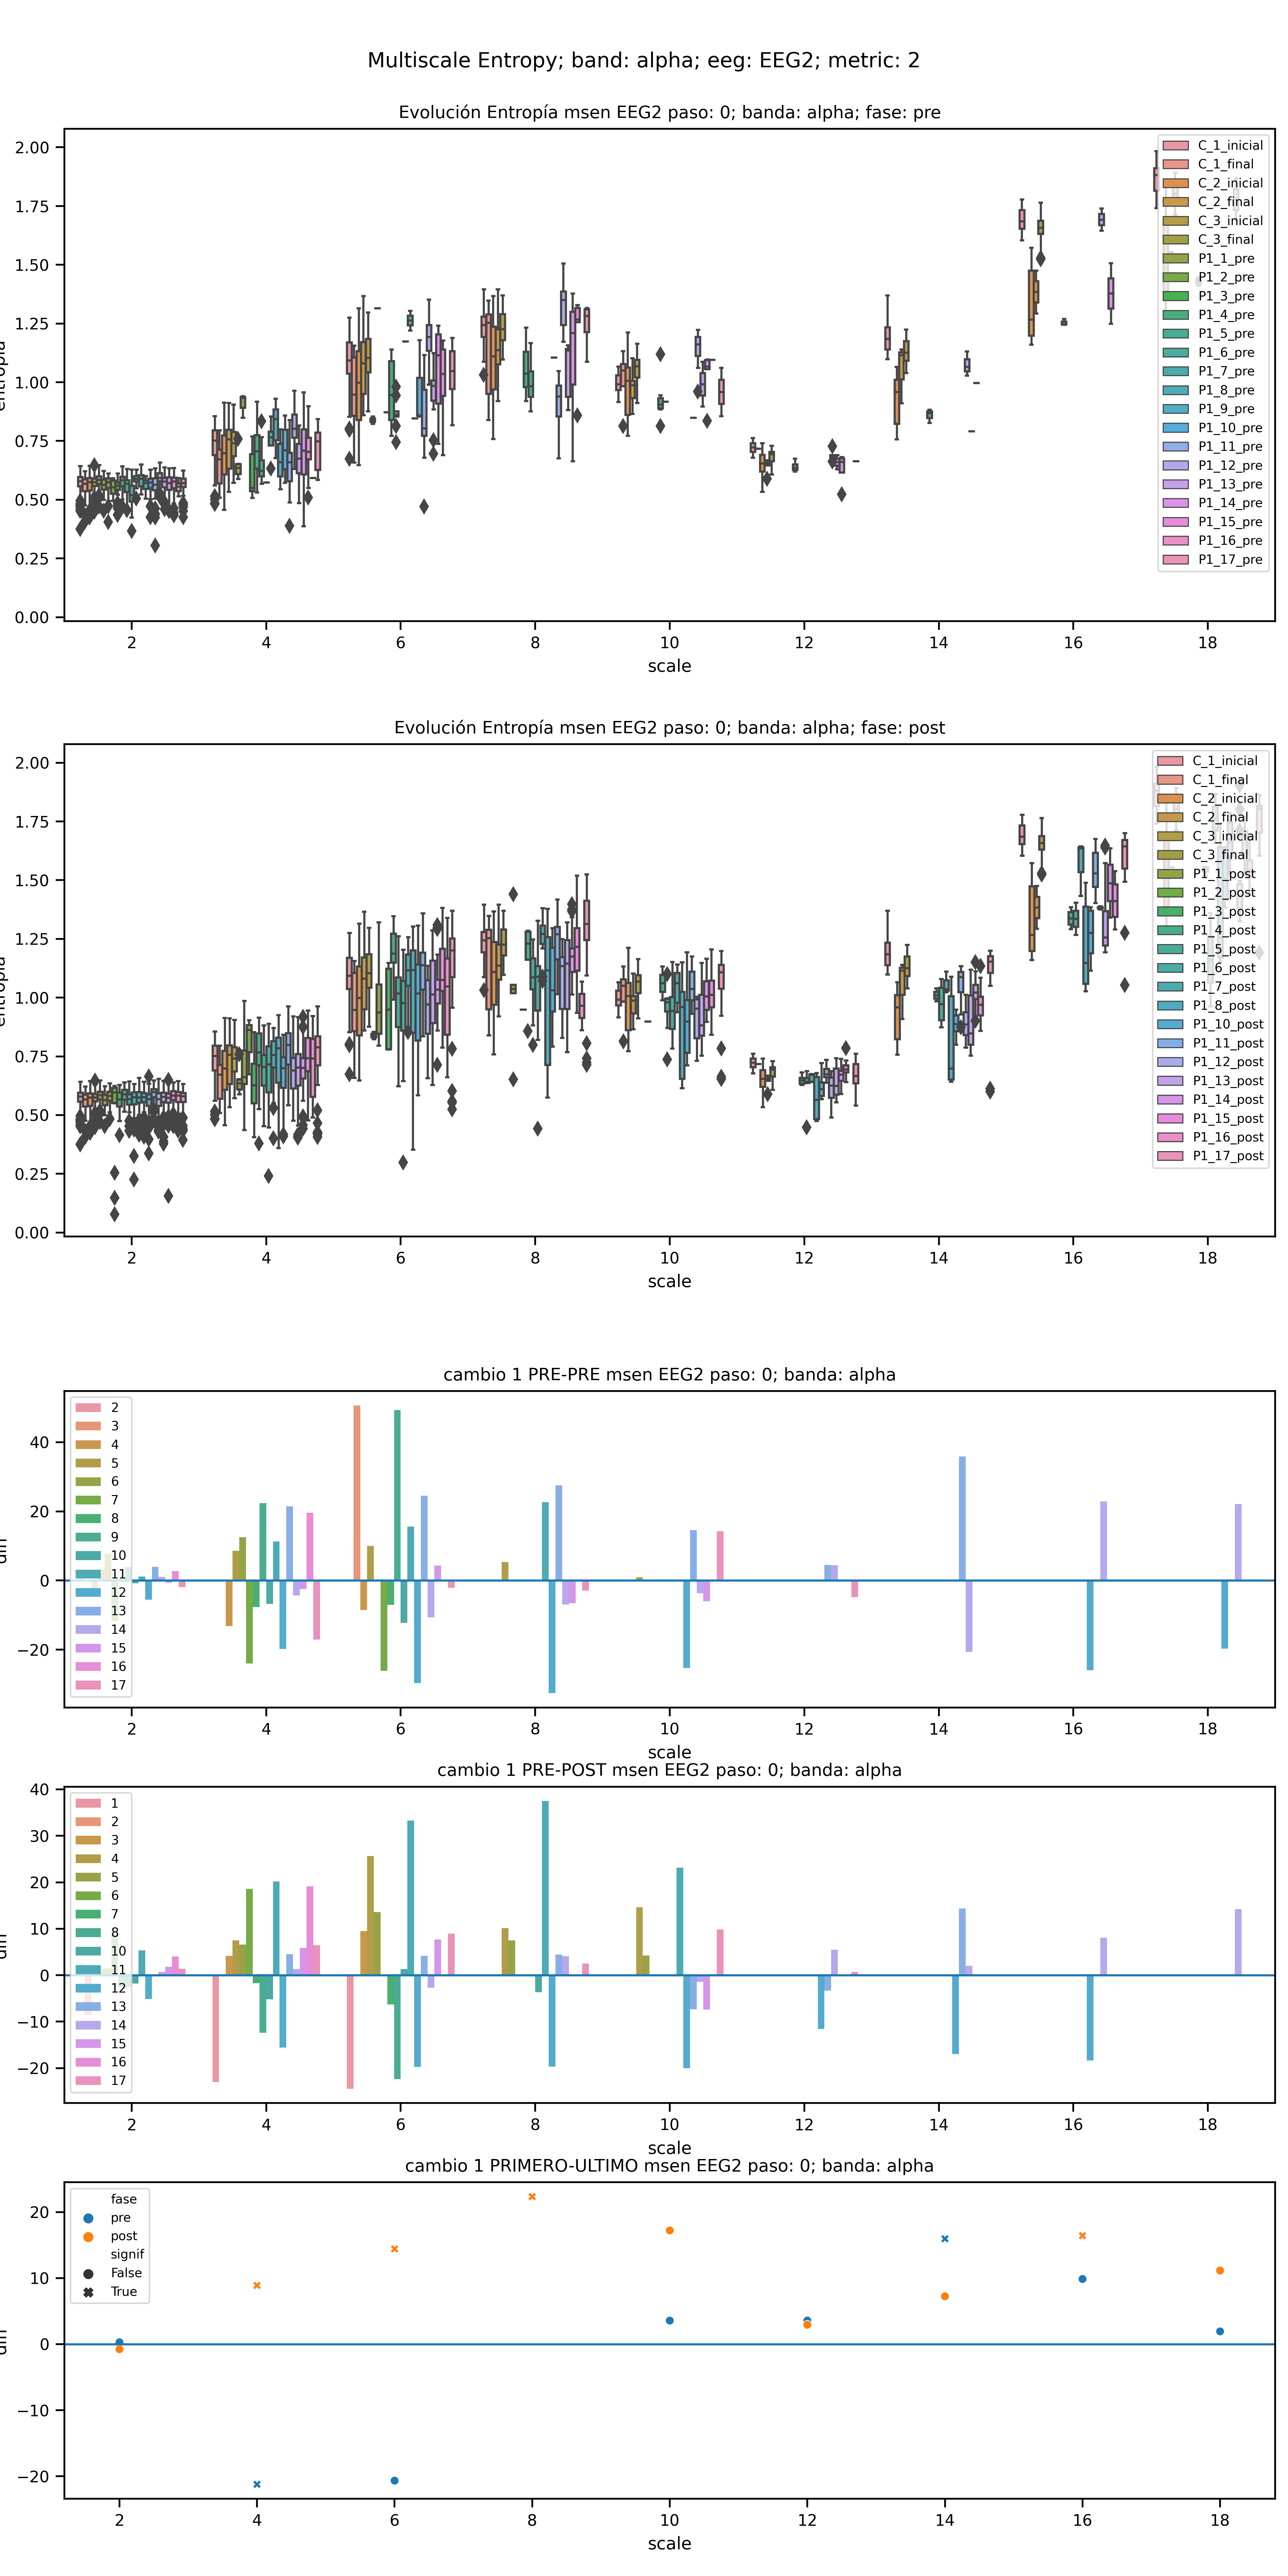 Multiscale Entropy; band: alpha; eeg: EEG2; metric: 2
Evolución Entropía msen EEG2 paso: 0; banda: alpha; fase: pre
2.00
1.75
1.50
1.25
1.00
0.75
0.50
0.25
0.00
C_1_inicial
C_1_final
C_2_inicial
C_2_final
C_3_inicial
C_3_final
P1_1_pre
P1_2_pre
P1_3_pre
P1_4_pre
P1_5_pre
P1_6_pre
P1_7_pre
P1_8_pre
P1_9_pre
P1_10_pre
P1_11_pre
P1_12_pre
P1_13_pre
P1_14_pre
P1_15_pre
P1_16_pre
P1_17_pre
2 4 6 8 10 12 14 16 18
scale
Evolución Entropía msen EEG2 paso: 0; banda: alpha; fase: post
2.00
1.75
1.50
1.25
1.00
0.75
0.50
0.25
0.00
C_1_inicial
C_1_final
C_2_inicial
C_2_final
C_3_inicial
C_3_final
P1_1_post
P1_2_post
P1_3_post
P1_4_post
P1_5_post
P1_6_post
P1_7_post
P1_8_post
P1_10_post
P1_11_post
P1_12_post
P1_13_post
P1_14_post
P1_15_post
P1_16_post
P1_17_post
2 4 6 8 10 12 14 16 18
scale
cambio 1 PRE-PRE msen EEG2 paso: 0; banda: alpha
40
20
0
−20
2
3
4
5
6
7
8
9
10
11
12
13
14
15
16
17
2 4 6 8 10 12 14 16 18
scale
cambio 1 PRE-POST msen EEG2 paso: 0; banda: alpha
40
30
20
10
0
−10
−20
1
2
3
4
5
6
7
8
10
11
12
13
14
15
16
17
2 4 6 8 10 12 14 16 18
scale
cambio 1 PRIMERO-ULTIMO msen EEG2 paso: 0; banda: alpha
20
10
0
−10
−20
fase
pre
post
signif
False
True
2 4 6 8 10 12 14 16 18
scale